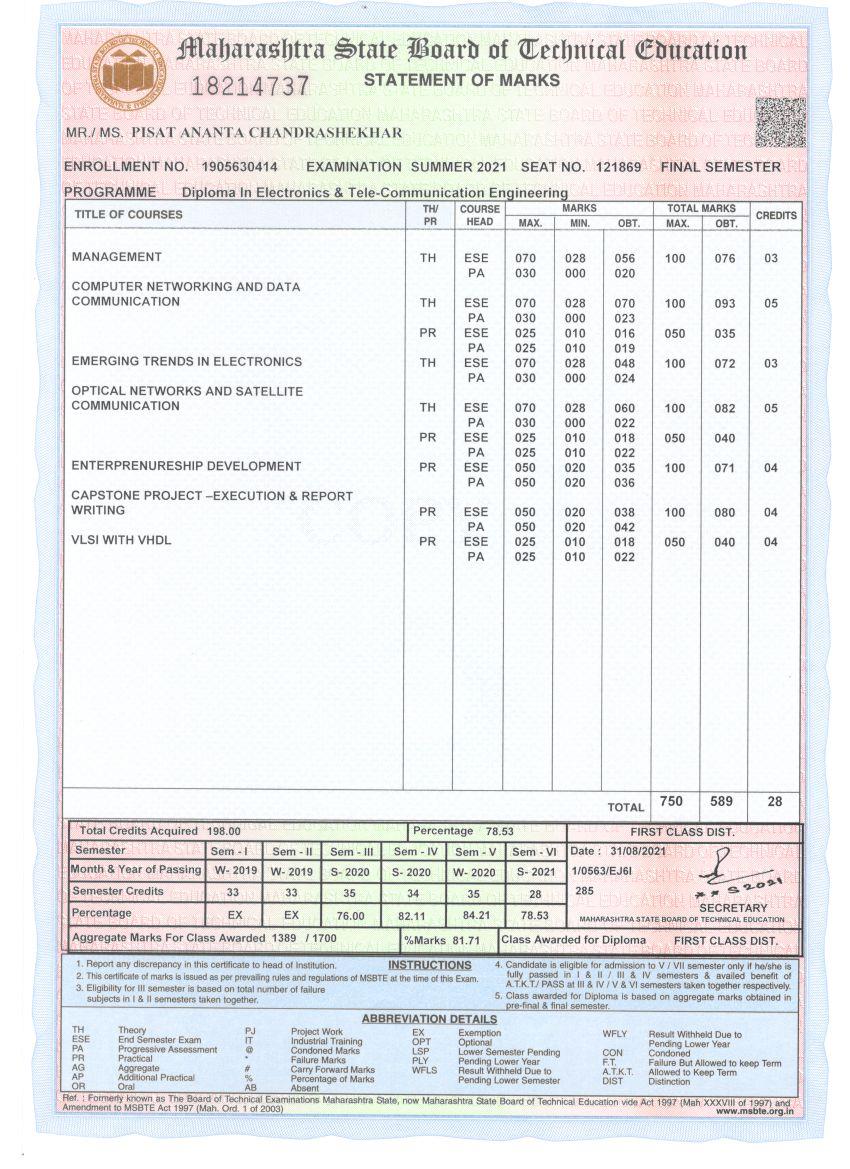 Maharashtra State Board of Technical Education
18214737
STATEMENT OF MARKS
MR./ MS. PISAT ANANTA CHANDRASHEKHAR
ENROLLMENT NO. 1905630414 EXAMINATION SUMMER 2021 SEAT NO. 121869 FINAL SEMESTER
PROGRAMME Diploma In Electronics & Tele-Communication Engineering
TITLE OF COURSES TH/ PR COURSE HEAD MARKS TOTAL MARKS CREDITS
MAX. MIN. OBT. MAX. OBT.
MANAGEMENT TH ESE 070 028 056 100 076 03
PA 030 000 020
COMPUTER NETWORKING AND DATA
COMMUNICATION TH ESE 070 028 070 100 093 05
PA 030 000 023
PR ESE 025 010 016 050 035
PA 025 010 019
EMERGING TRENDS IN ELECTRONICS TH ESE 070 028 048 100 072 03
PA 030 000 024
OPTICAL NETWORKS AND SATELLITE
COMMUNICATION TH ESE 070 028 060 100 082 05
PA 030 000 022
PR ESE 025 010 018 050 040
PA 025 010 022
ENTERPRENURESHIP DEVELOPMENT PR ESE 050 020 035 100 071 04
PA 050 020 036
CAPSTONE PROJECT –EXECUTION & REPORT
WRITING PR ESE 050 020 038 100 080 04
PA 050 020 042
VLSI WITH VHDL PR ESE 025 010 018 050 040 04
PA 025 010 022
TOTAL 750 589 28
Total Credits Acquired 198.00 Percentage 78.53 FIRST CLASS DIST.
Semester Sem - I Sem - II Sem - III Sem - IV Sem - V Sem - VI Date : 31/08/2021
Month & Year of Passing W- 2019 W- 2019 S- 2020 S- 2020 W- 2020 S- 2021 1/0563/EJ6I
Semester Credits 33 33 35 34 35 28 285
** S 2021
Percentage EX EX 76.00 82.11 84.21 78.53 SECRETARY
MAHARASHTRA STATE BOARD OF TECHNICAL EDUCATION
Aggregate Marks For Class Awarded 1389 / 1700 %Marks 81.71 Class Awarded for Diploma FIRST CLASS DIST.
INSTRUCTIONS
1. Report any discrepancy in this certificate to head of Institution.
2. This certificate of marks is issued as per prevailing rules and regulations of MSBTE at the time of this Exam.
3. Eligibility for III semester is based on total number of failure
subjects in I & II semesters taken together.
4. Candidate is eligible for admission to V / VII semester only if he/she is
fully passed in I & II / III & IV semesters & availed benefit of
A.T.K.T/ PASS at III & IV / V & VI semesters taken together respectively.
5. Class awarded for Diploma is based on aggregate marks obtained in
pre-final & final semester.
ABBREVIATION DETAILS
TH Theory PJ Project Work EX Exemption WFLY Result Withheld Due to
ESE End Semester Exam IT Industrial Training OPT Optional Pending Lower Year
PA Progressive Assessment @ Condoned Marks LSP Lower Semester Pending CON Condoned
PR Practical * Failure Marks PLY Pending Lower Year F.T. Failure But Allowed to keep Term
AG Aggregate # Carry Forward Marks WFLS Result Withheld Due to A.T.K.T. Allowed to Keep Term
AP Additional Practical % Percentage of Marks Pending Lower Semester DIST Distinction
OR Oral AB Absent
Ref. : Formerly known as The Board of Technical Examinations Maharashtra State, now Maharashtra State Board of Technical Education vide Act 1997 (Mah XXXVIII of 1997) and
Amendment to MSBTE Act 1997 (Mah. Ord. 1 of 2003) www.msbte.org.in